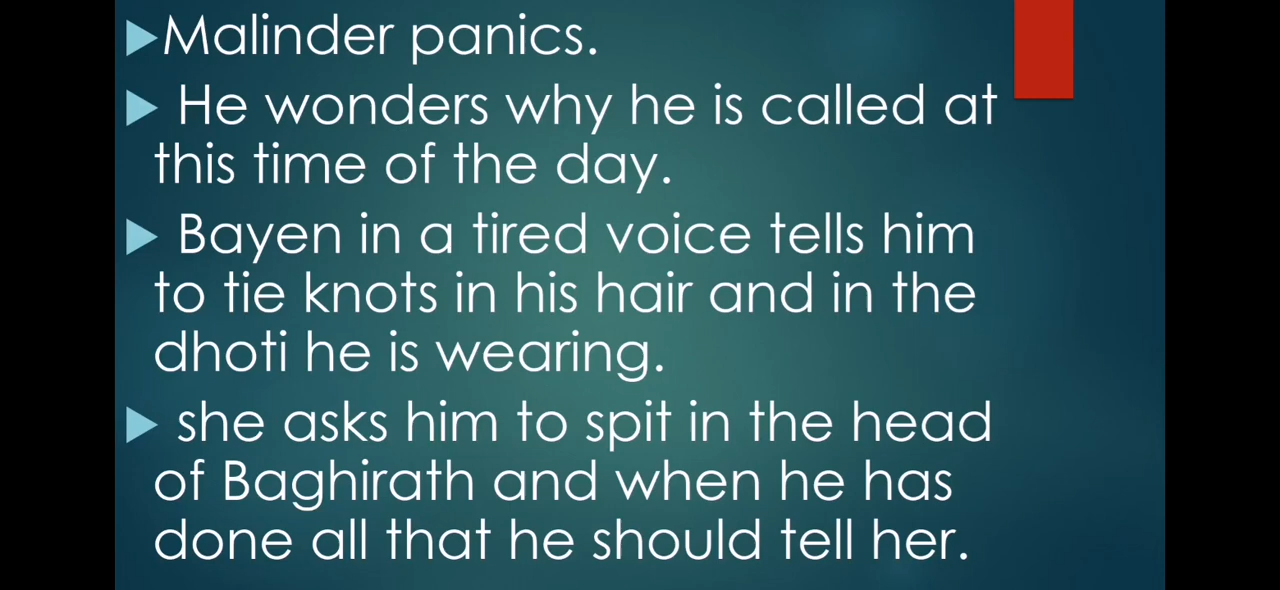 Malinder panics.
He wonders why he is called at
this time of the day.
Bayen in a tired voice tells him
to tie knots in his hair and in the
dhoti he is wearing.
she asks him to spit in the head
of Baghirath and when he has
done all that he should tell her.